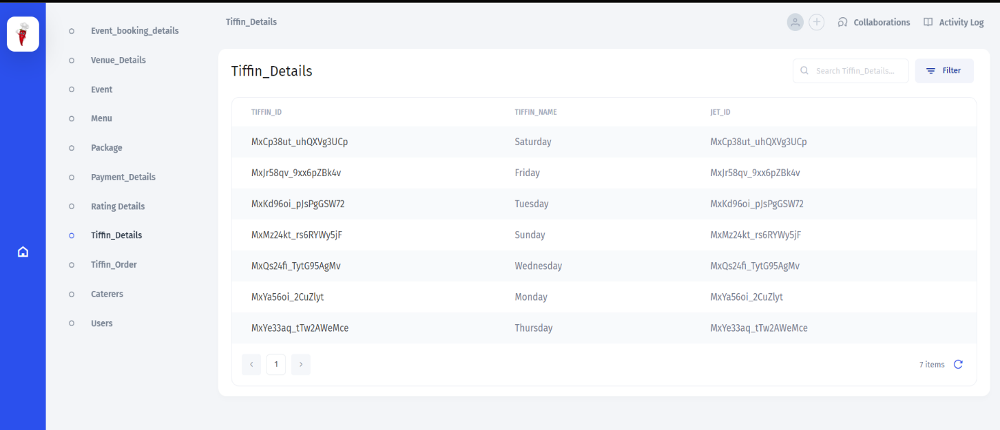 Event_booking_details
Venue_Details
Event
Menu
Package
Payment_Details
Rating Details
Tiffin_Details
Tiffin_Order
Caterers
Users
Tiffin_Details
Collaborations
Activity Log
Tiffin_Details
Search Tiffin_Details...
Filter
TIFFIN_ID TIFFIN_NAME JET_ID
MxCp38ut_uhQXVg3UCp Saturday MxCp38ut_uhQXVg3UCp
MxJr58qv_9xx6pZBk4v Friday MxJr58qv_9xx6pZBk4v
MxKd96oi_pJsPgGSW72 Tuesday MxKd96oi_pJsPgGSW72
MxMz24kt_rs6RYWy5jF Sunday MxMz24kt_rs6RYWy5jF
MxQs24fi_TytG95AgMv Wednesday MxQs24fi_TytG95AgMv
MxYa56oi_2CuZlyt Monday MxYa56oi_2CuZlyt
MxYe33aq_tTw2AWeMce Thursday MxYe33aq_tTw2AWeMce
1
7 items